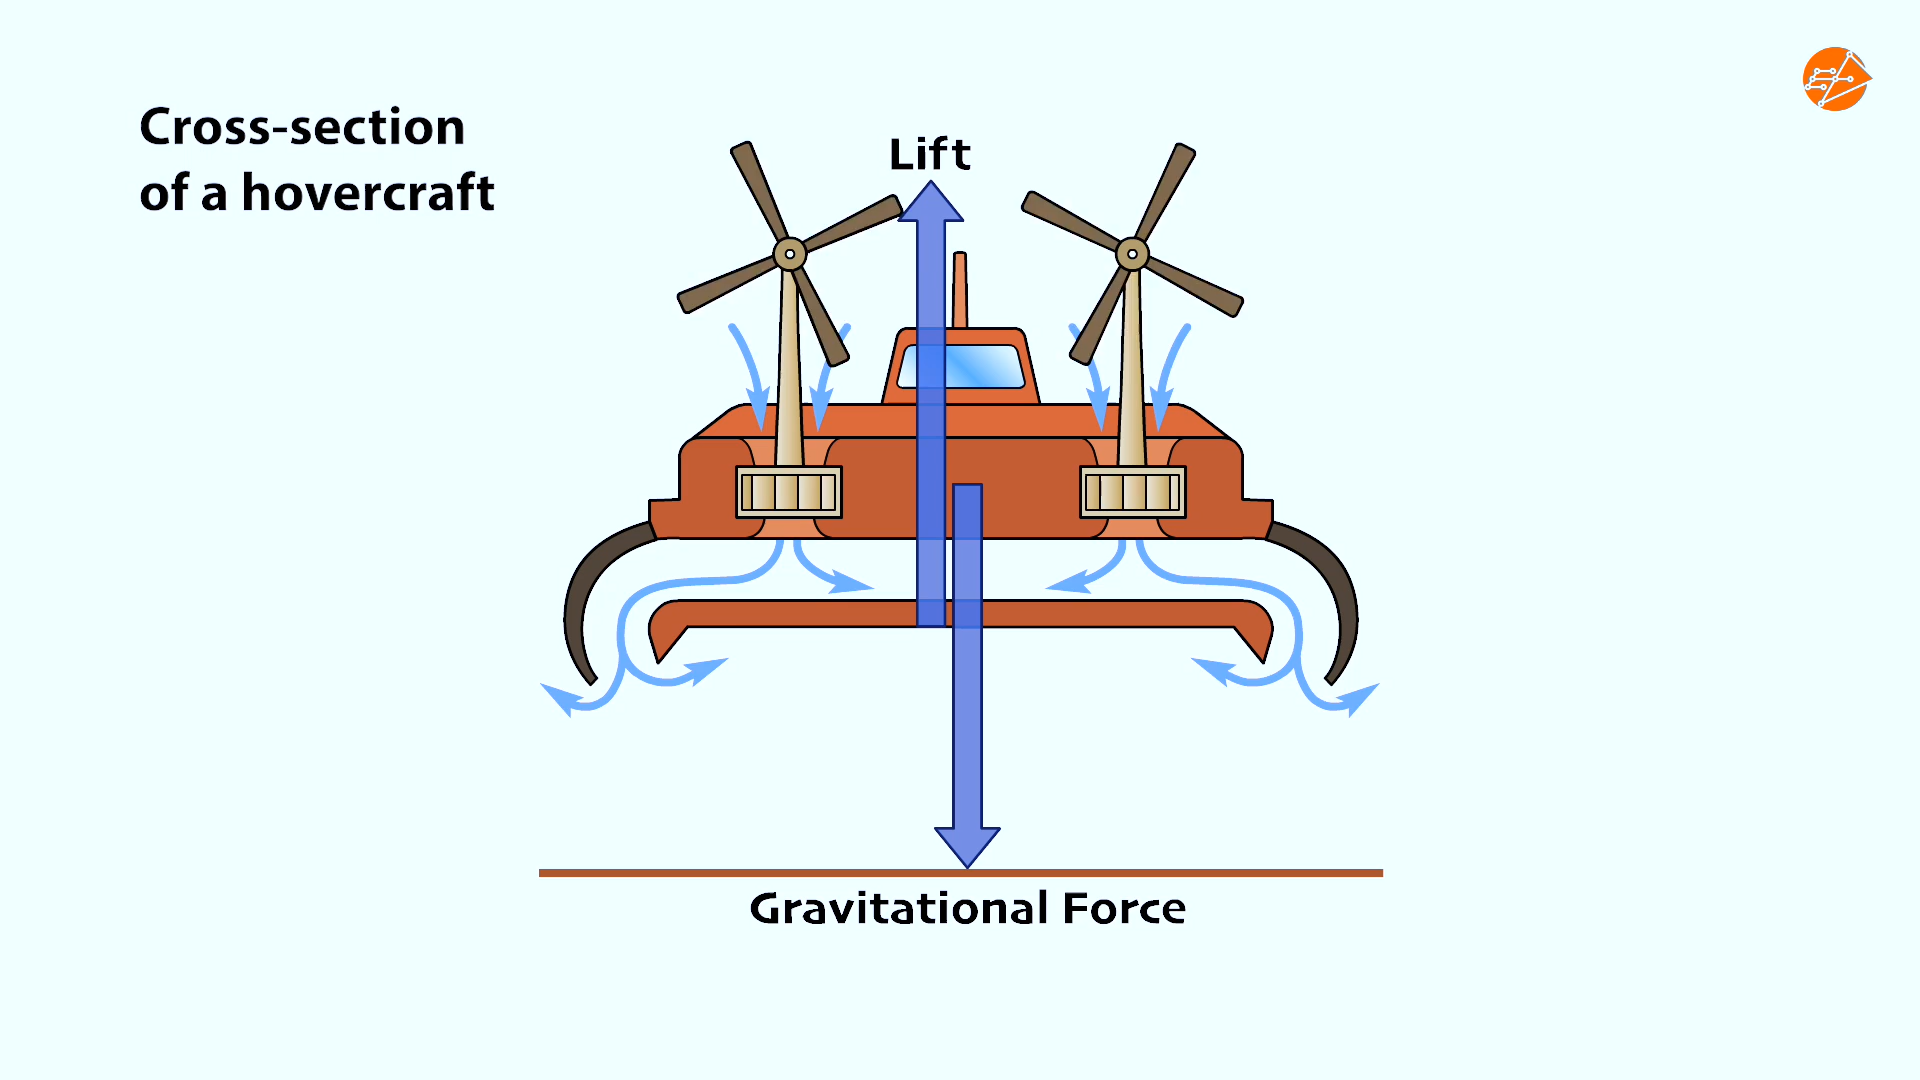 Cross-section
of a hovercraft
Lift
Gravitational Force